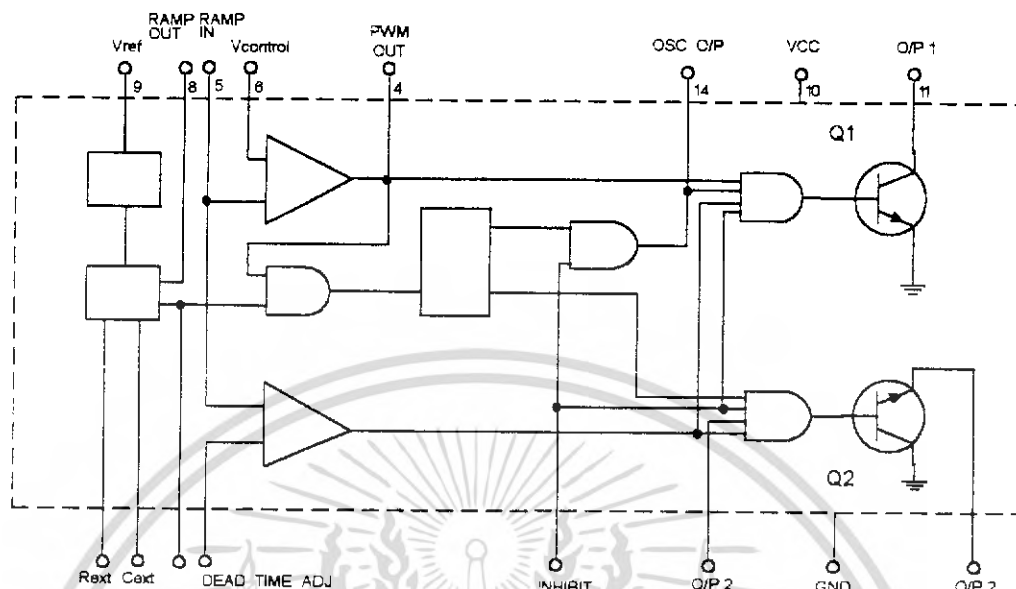 RAMP RAMP
Vref OUT IN Vcontrol PWM OUT OSC O/P VCC O/P 1
9 8 5 6 4 14 10 11
Q1
Q2
Rext Cext DEAD TIME ADJ INHIBIT O/P 2 GND O/P 2